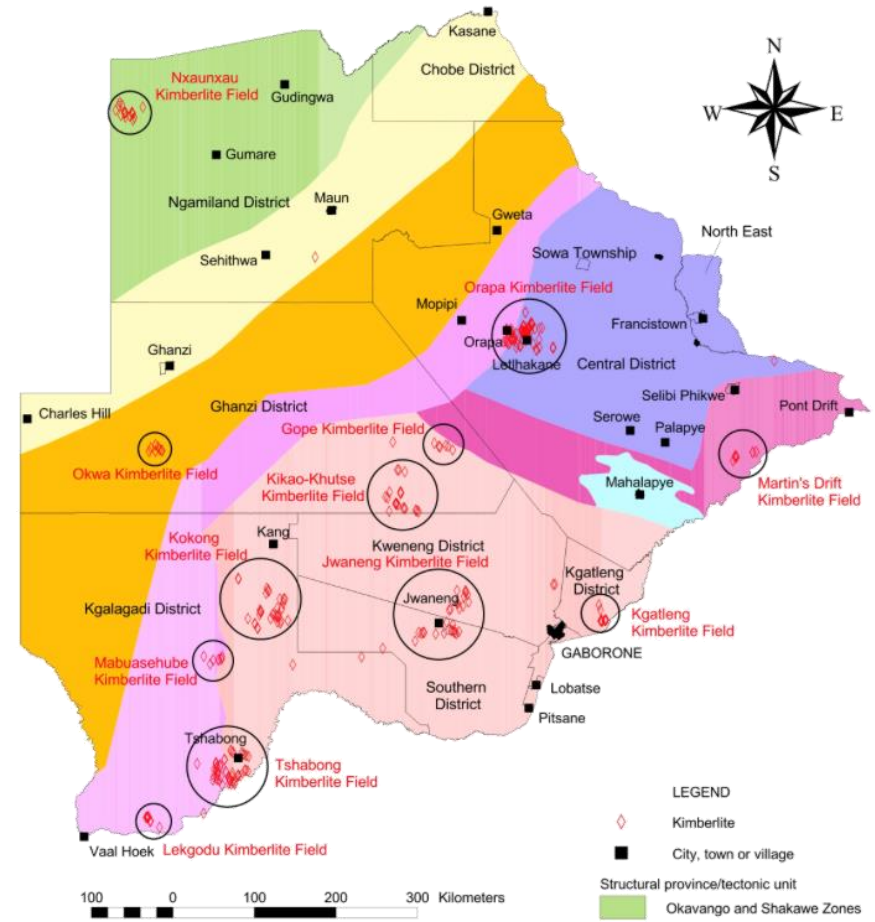 Kasane
Chobe District
Nxaunxau
Kimberlite Field
Gudingwa
N
W
E
S
Gumare
Ngamiland District
Maun
Gweta
North East
Sehithwa
Sowa Township
Orapa Kimberlite Field
Mopipi
Francistown
Orapa
Letlhakane
Central District
Ghanzi
Selibi Phikwe
Pont Drift
Charles Hill
Ghanzi District
Serowe
Palapye
Gope Kimberlite Field
Okwa Kimberlite Field
Kikao-Khutse
Kimberlite Field
Mahalapye
Martin's Drift
Kimberlite Field
Kokong
Kimberlite Field
Kang
Kweneng District
Jwaneng Kimberlite Field
Kgatleng
District
Kgalagadi District
Jwaneng
Kgatleng
Kimberlite Field
GABORONE
Mabuasehube
Kimberlite Field
Southern
District
Lobatse
Pitsane
Tshabong
Tshabong
Kimberlite Field
Vaal Hoek
Lekgodu Kimberlite Field
LEGEND
Kimberlite
City, town or village
Structural province/tectonic unit
Okavango and Shakawe Zones
100 0 100 200 300 Kilometers